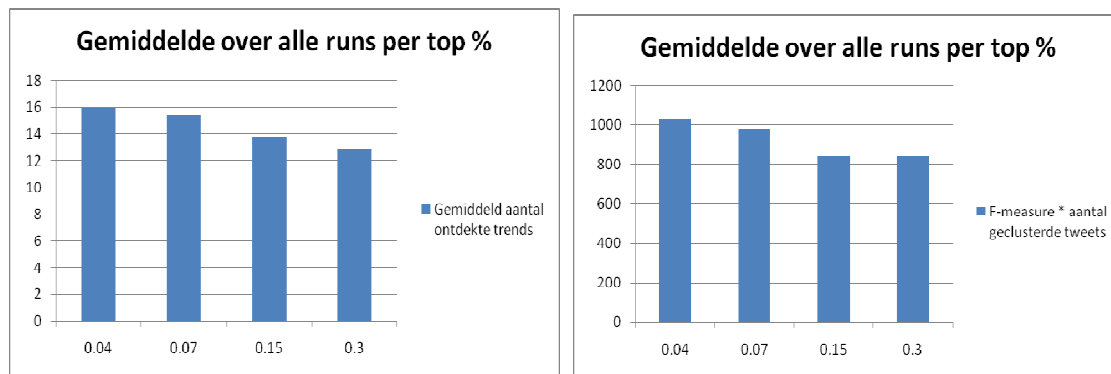 Gemiddelde over alle runs per top %
18
16
14
12
10
8
6
4
2
0
0.04 0.07 0.15 0.3
Gemiddeld aantal
ontdekte trends
Gemiddelde over alle runs per top %
1200
1000
800
600
400
200
0
0.04 0.07 0.15 0.3
F-measure * aantal
geclusterde tweets